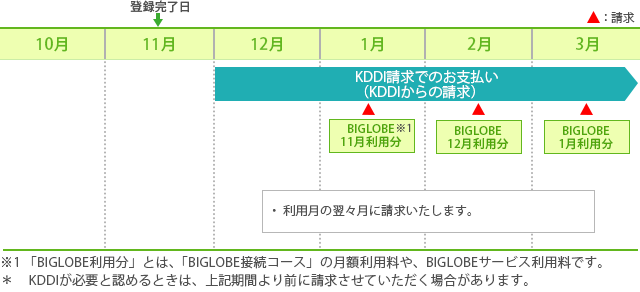 登録完了日
▲：請求
10月 11月 12月 1月 2月 3月
KDDI請求でのお支払い
（KDDIからの請求）
BIGLOBE※1
11月利用分
BIGLOBE
12月利用分
BIGLOBE
1月利用分
・ 利用月の翌々月に請求いたします。
※1 「BIGLOBE利用分」とは、「BIGLOBE接続コース」の月額利用料や、BIGLOBEサービス利用料です。
＊ KDDIが必要と認めるときは、上記期間より前に請求させていただく場合があります。